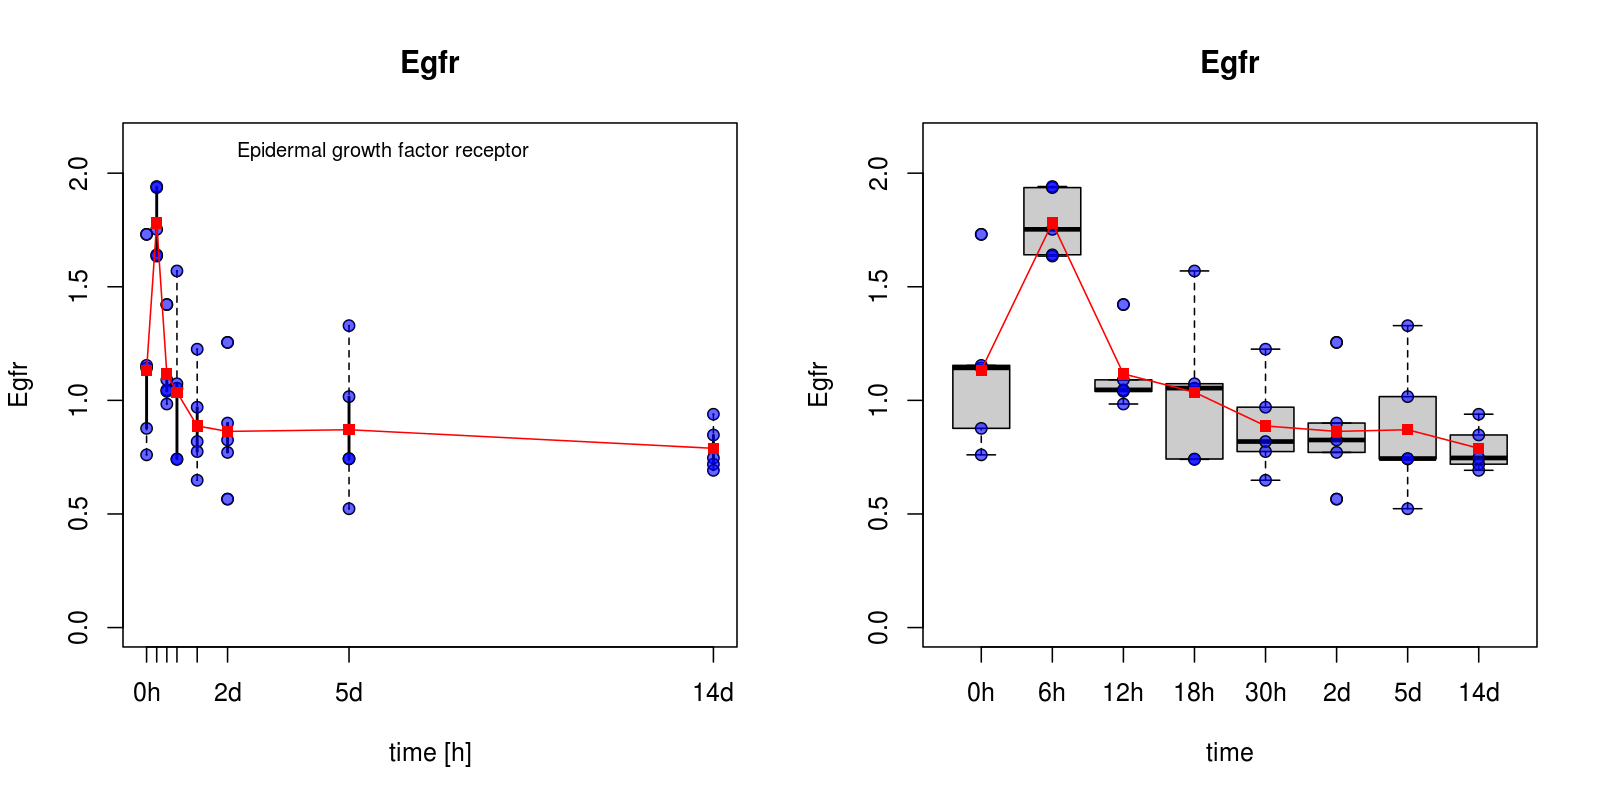 Egfr
Epidermal growth factor receptor
Egfr
0.0 0.5 1.0 1.5 2.0
0h 2d 5d 14d
time [h]
Egfr
Egfr
0.0 0.5 1.0 1.5 2.0
0h 6h 12h 18h 30h 2d 5d 14d
time